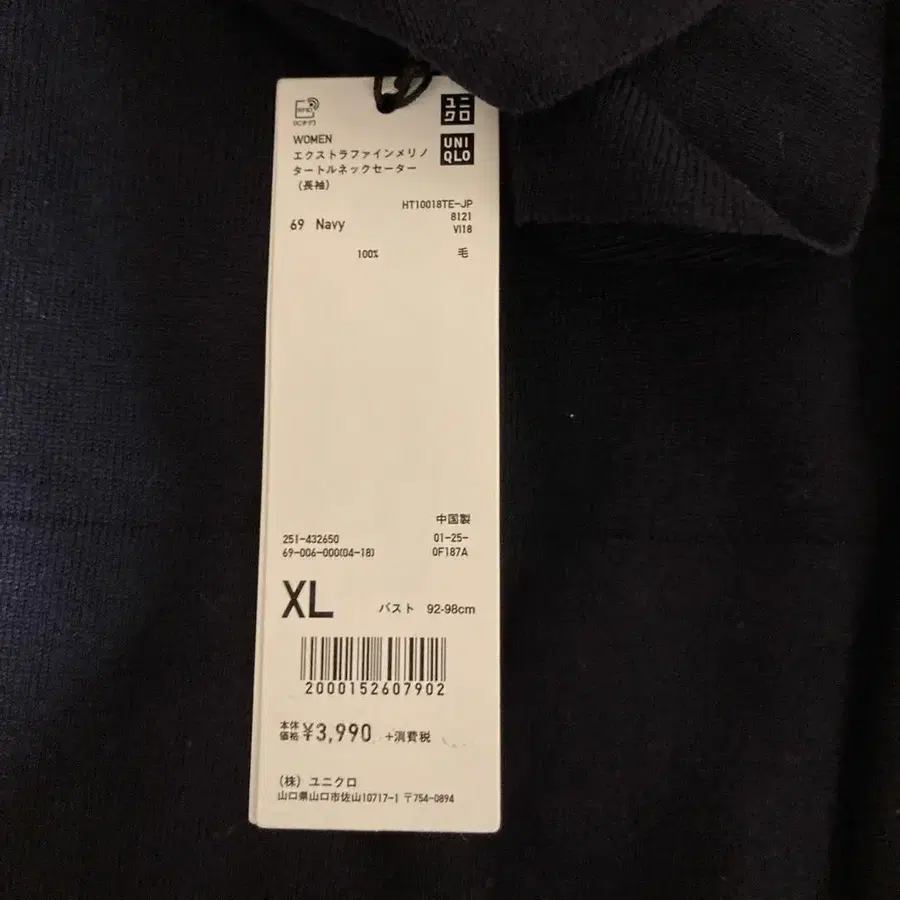 ユニ
クロ
UNI
QLO
WOMEN
エクストラファインメリノ
タートルネックセーター
（長袖）
HT10018TE-JP
8121
69 Navy
VI18
100% 毛
中国製
251-432650 01-25-
69-006-000(04-18) 0F187A
XL バスト 92-98cm
2000152607902
本体価格 ¥3,990 +消費税
（株）ユニクロ
山口県山口市佐山10717-1 〒754-0894